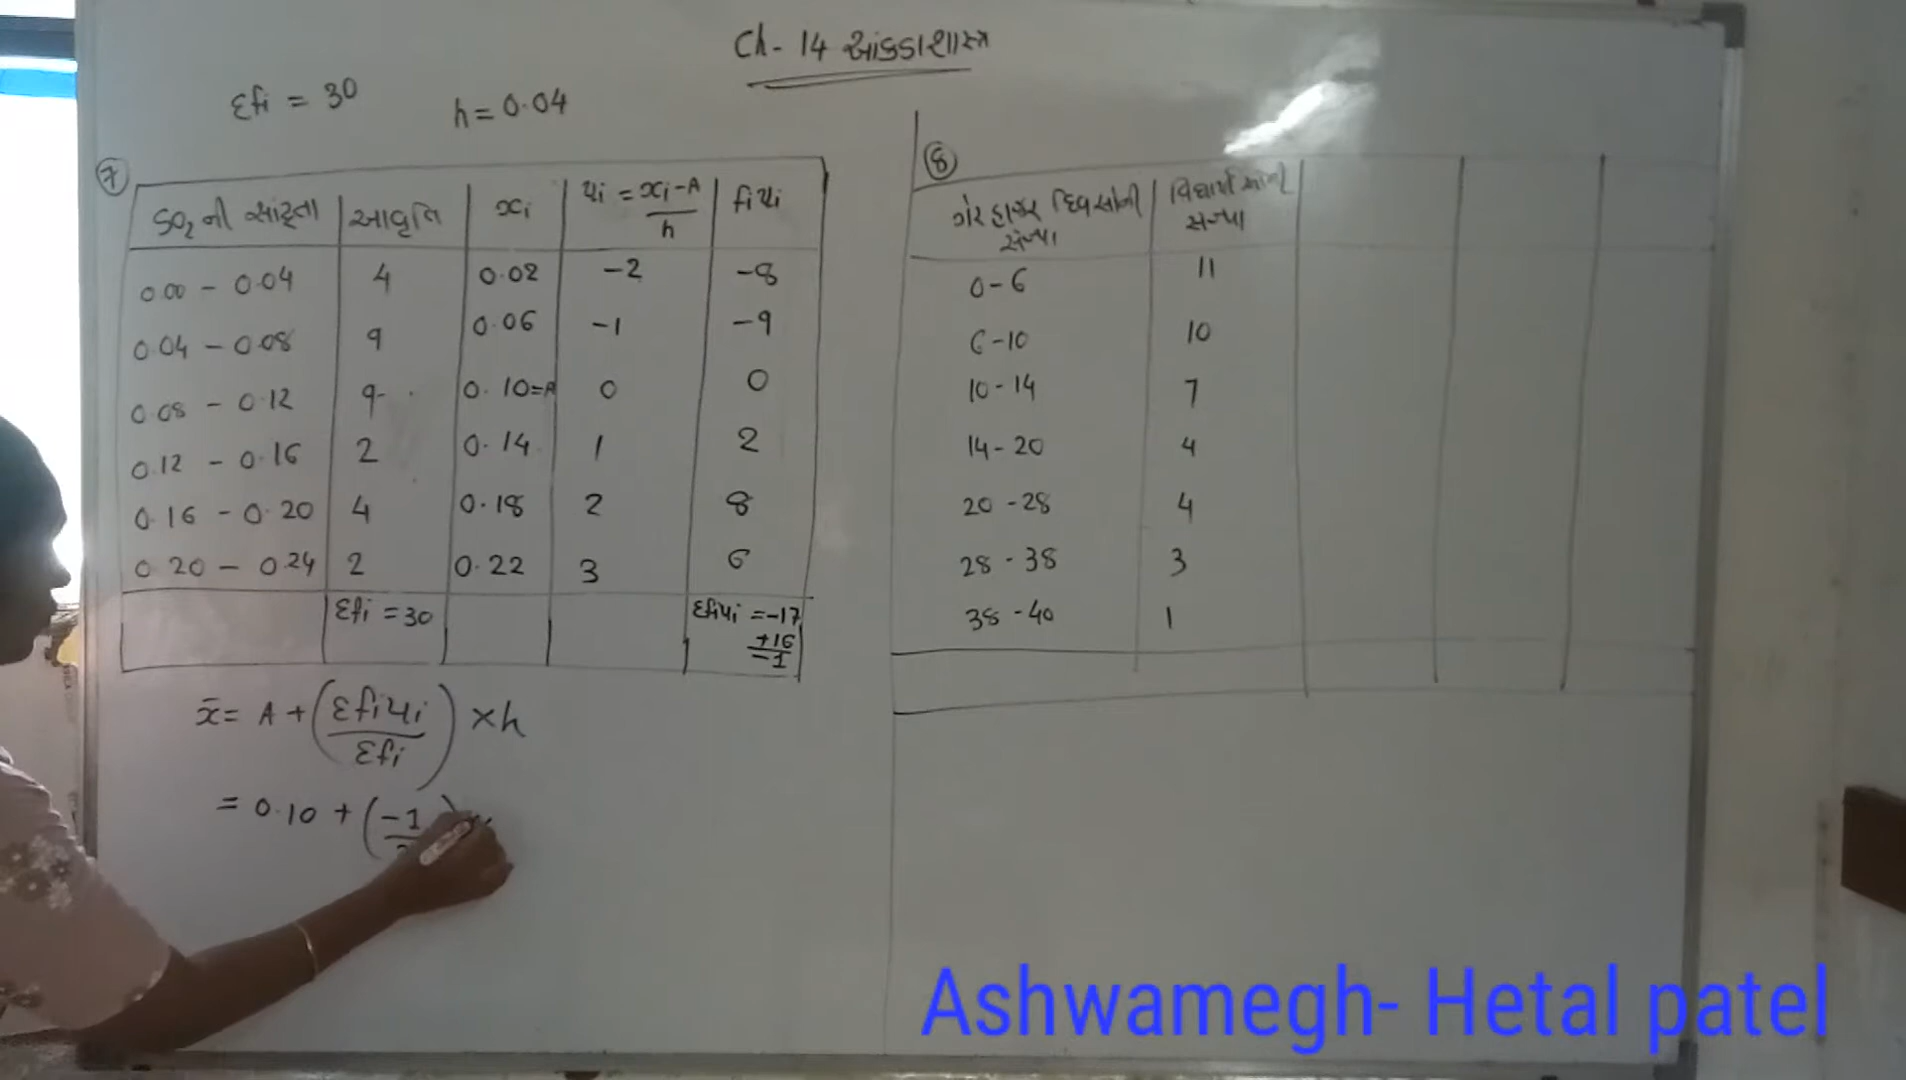 Ch - 14 આંકડાશાસ્ત્ર
Σfi = 30
h = 0.04
7
SO2 ની સાંદ્રતા | આવૃતિ | xi | ui = xi - A / h | fiui
0.00 - 0.04 4 0.02 -2 -8
0.04 - 0.08 9 0.06 -1 -9
0.08 - 0.12 9 0.10 = A 0 0
0.12 - 0.16 2 0.14 1 2
0.16 - 0.20 4 0.18 2 8
0.20 - 0.24 2 0.22 3 6
Σfi = 30 Σfiui = -17
+16
-1
x̄ = A + (Σfiui / Σfi) × h
= 0.10 + (-1
8
ગેર હાજર દિવસોની સંખ્યા | વિદ્યાર્થીઓની સંખ્યા
0-6 11
6-10 10
10-14 7
14-20 4
20-28 4
28-38 3
38-40 1
Ashwamegh- Hetal patel